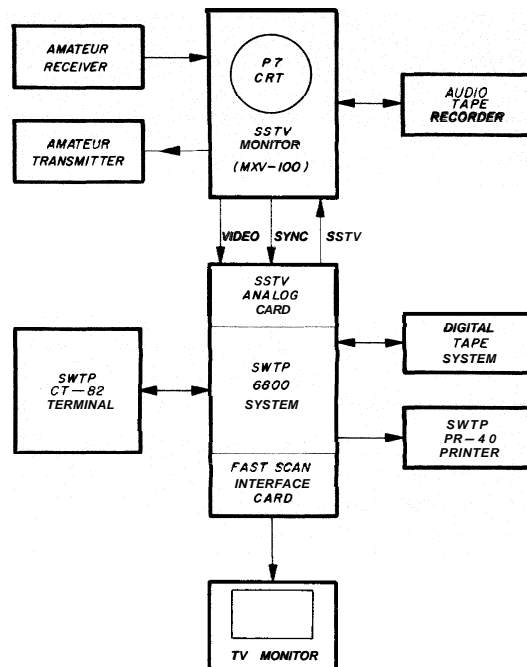 AMATEUR
RECEIVER
P7
CRT
SSTV
MONITOR
(MXV-100)
AUDIO
TAPE
RECORDER
AMATEUR
TRANSMITTER
VIDEO
SYNC
SSTV
SSTV
ANALOG
CARD
SWTP
6800
SYSTEM
FAST SCAN
INTERFACE
CARD
SWTP
CT-82
TERMINAL
DIGITAL
TAPE
SYSTEM
SWTP
PR-40
PRINTER
TV MONITOR